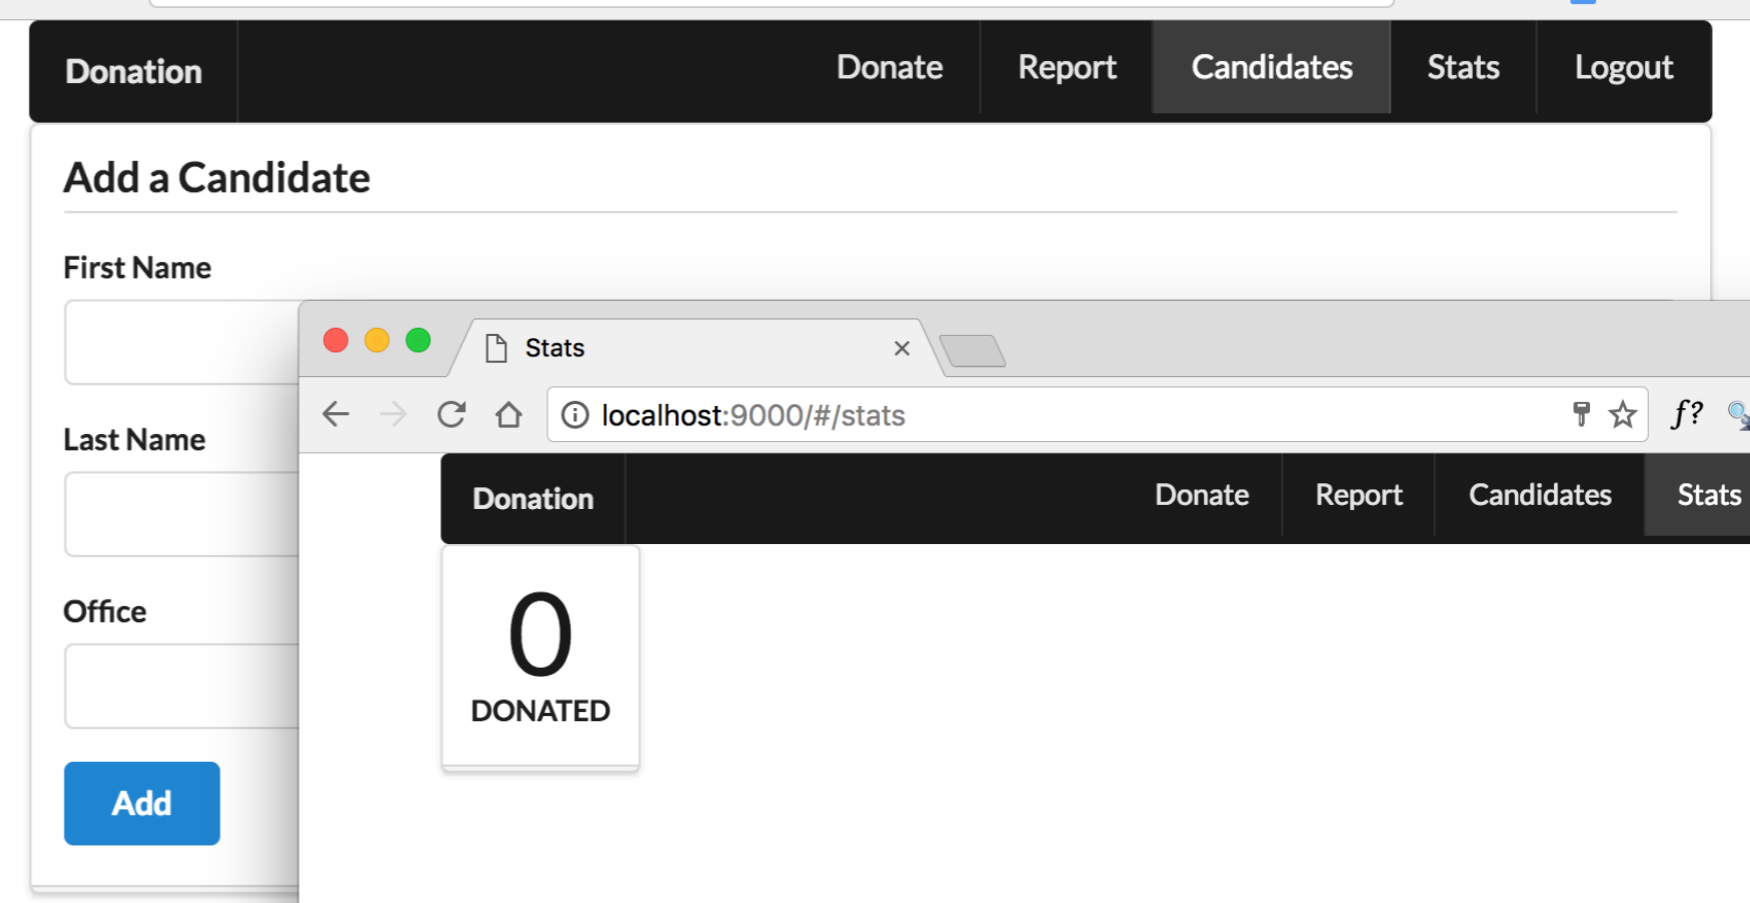 Donation Donate Report Candidates Stats Logout
Add a Candidate
First Name
Last Name
Office
Add
Stats
localhost:9000/#/stats
f?
Donation Donate Report Candidates Stats
0
DONATED